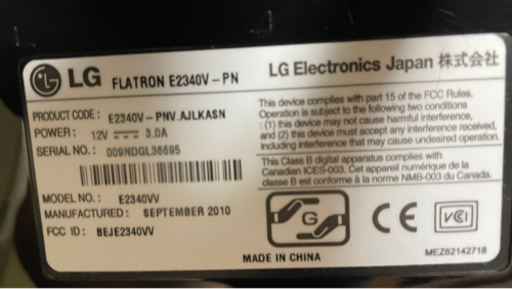 LG FLATRON E2340V-PN
LG Electronics Japan 株式会社
PRODUCT CODE: E2340V-PNV.AJLKASN
POWER: 12V 3.0A
SERIAL NO.: 009NDGL36695
MODEL NO.: E2340VV
MANUFACTURED: SEPTEMBER 2010
FCC ID: BEJE2340VV
This device complies with part 15 of the FCC Rules.
Operation is subject to the following two conditions
: (1) this device may not cause harmful interference,
and (2) this device must accept any interference received,
including interference that may cause undesired operation.
This Class B digital apparatus complies with
Canadian ICES-003. Cet appareil numérique de la
classe B est conforme à la norme NMB-003 du Canada.
G
CE
VCI
MADE IN CHINA
MEZ62142718